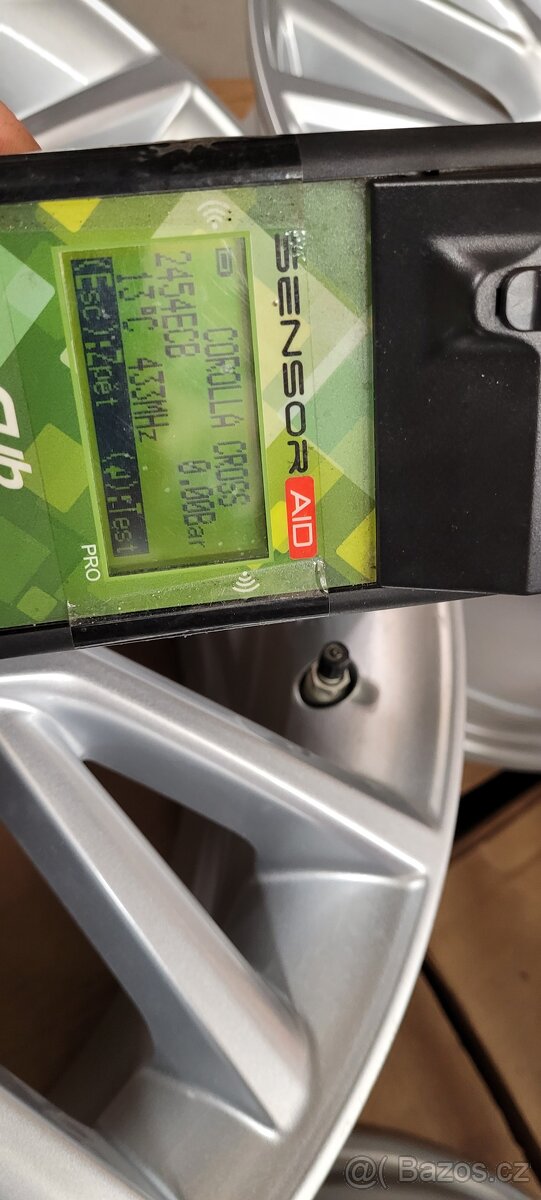 SENSOR AID
COROLLA CROSS
2454ECB 0.00Bar
13°C 433MHz
(Esc):Zpět (↲):Test
PRO
@( Bazos.cz